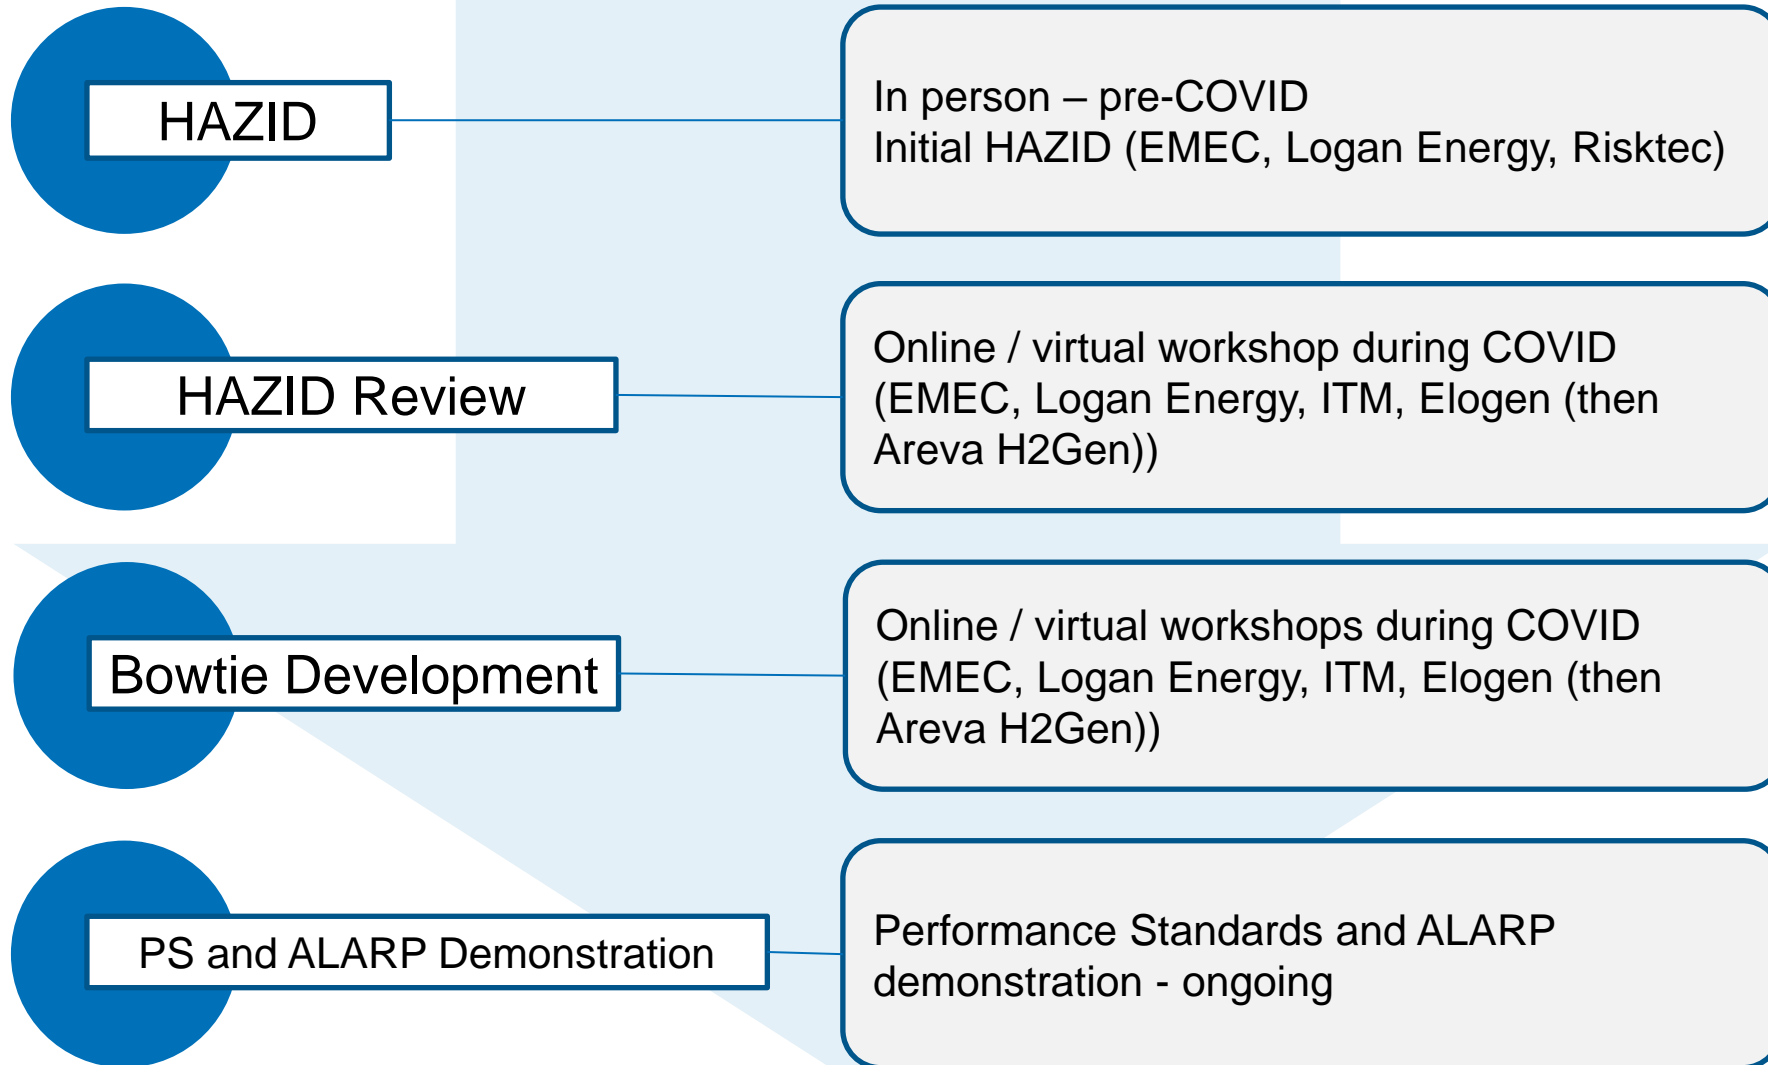 HAZID
In person – pre-COVID
Initial HAZID (EMEC, Logan Energy, Risktec)
HAZID Review
Online / virtual workshop during COVID
(EMEC, Logan Energy, ITM, Elogen (then
Areva H2Gen))
Bowtie Development
Online / virtual workshops during COVID
(EMEC, Logan Energy, ITM, Elogen (then
Areva H2Gen))
PS and ALARP Demonstration
Performance Standards and ALARP
demonstration - ongoing